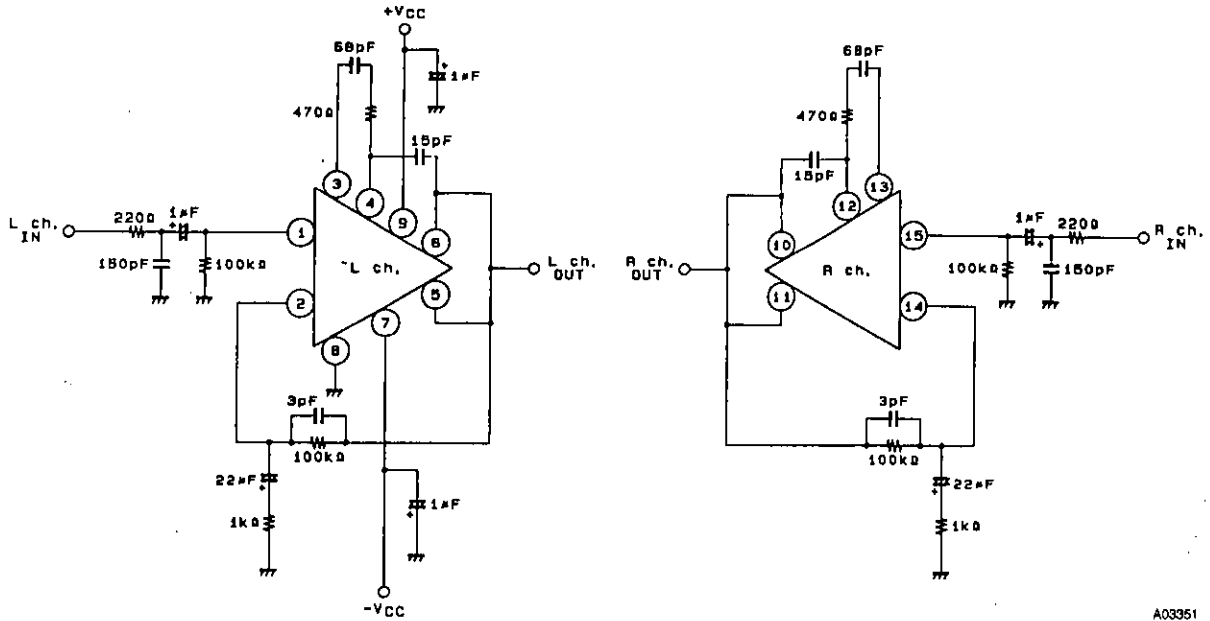 +VCC
68pF
1µF
470Ω
15pF
3
4
9
6
L ch.
IN
220Ω
1µF
+
1
150pF
100kΩ
L ch.
2
5
7
8
L ch.
OUT
3pF
100kΩ
22µF
+
1kΩ
1µF
+
-VCC
68pF
470Ω
15pF
13
12
10
15
1µF
+
220Ω
R ch.
IN
R ch.
OUT
R ch.
100kΩ
150pF
11
14
3pF
100kΩ
22µF
+
1kΩ
A03351